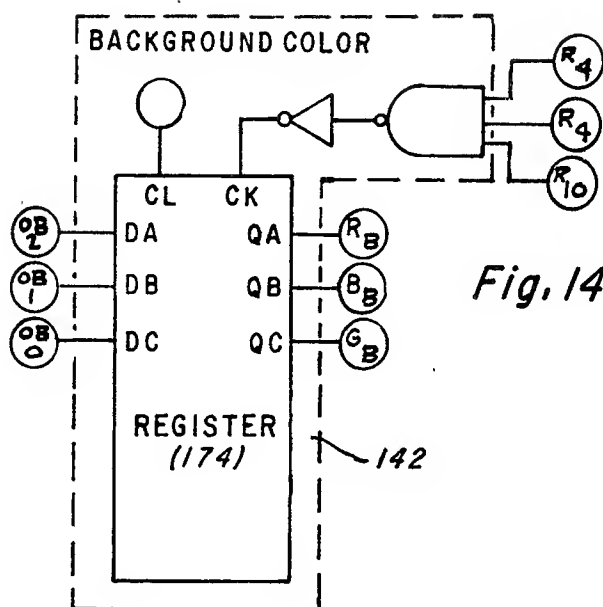 BACKGROUND COLOR
R4
R4
R10
CL CK
OB2 DA QA RB
OB1 DB QB BB
OB0 DC QC GB
Fig. 14
REGISTER
(174)
142